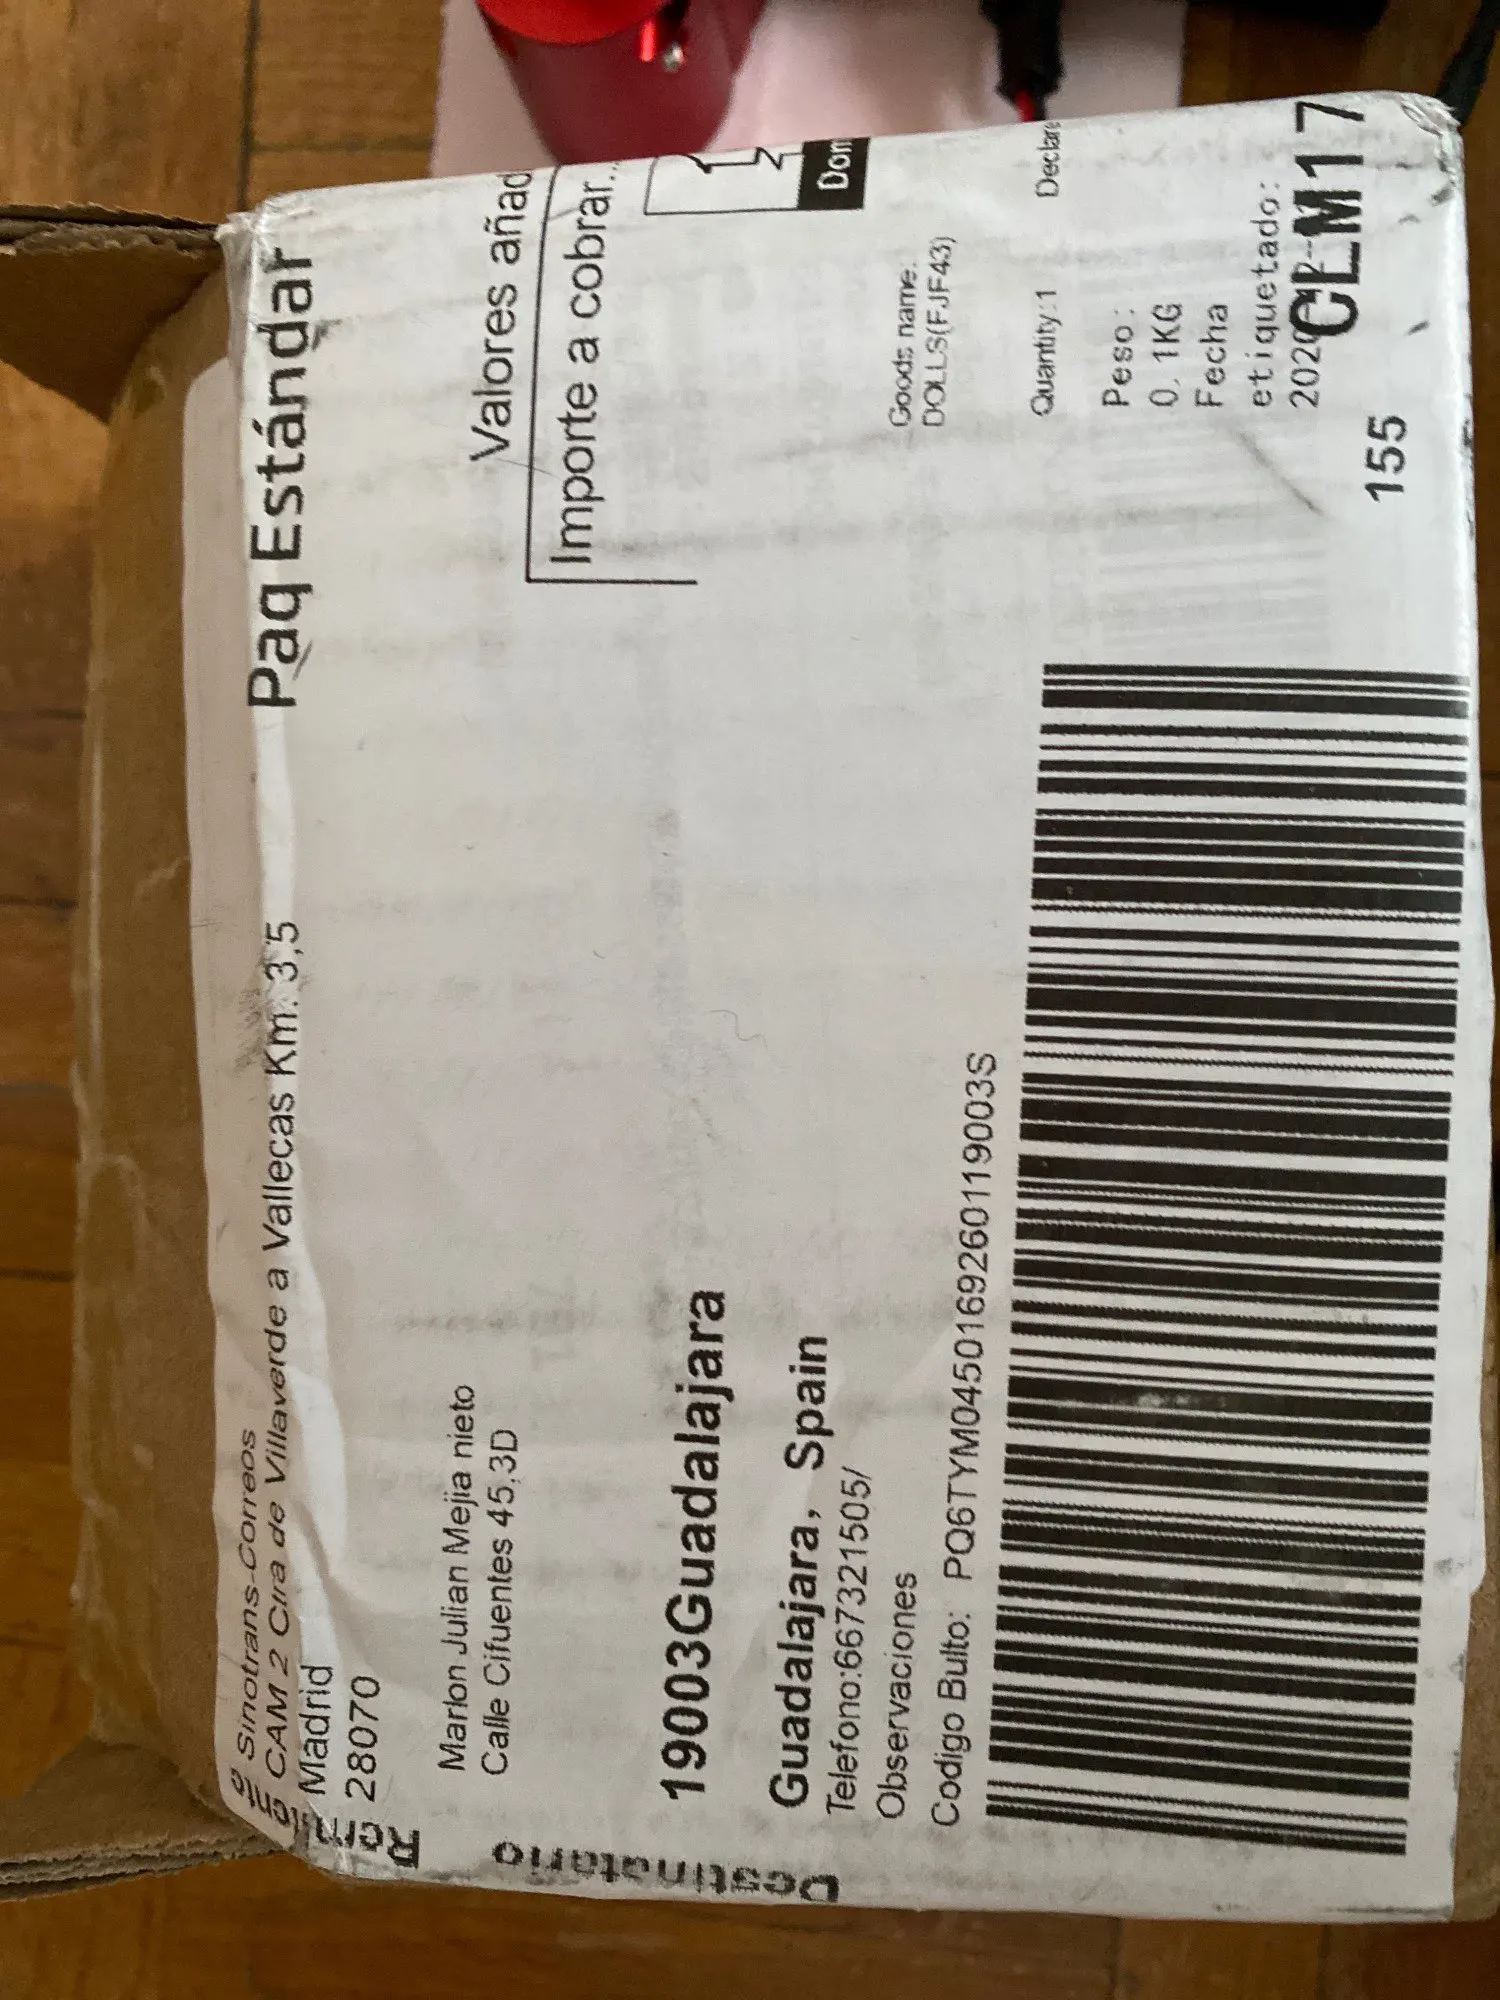 Paq Estándar
Sinotrans-Correos
CAM 2 Ctra de Villaverde a Vallecas Km. 3,5
Madrid
28070
Valores añad
Importe a cobrar..
Marlon Julian Mejia nieto
Calle Cifuentes 45,3D
19003Guadalajara
Guadalajara, Spain
Telefono:667321505/
Observaciones
Codigo Bulto: PQ6TYM0450169260119003S
Destinatario
Dom
Goods name:
DOLLS(FJF43)
Quantity:1 Declare
Peso:
0.1KG
Fecha
etiquetado:
CLM17
155